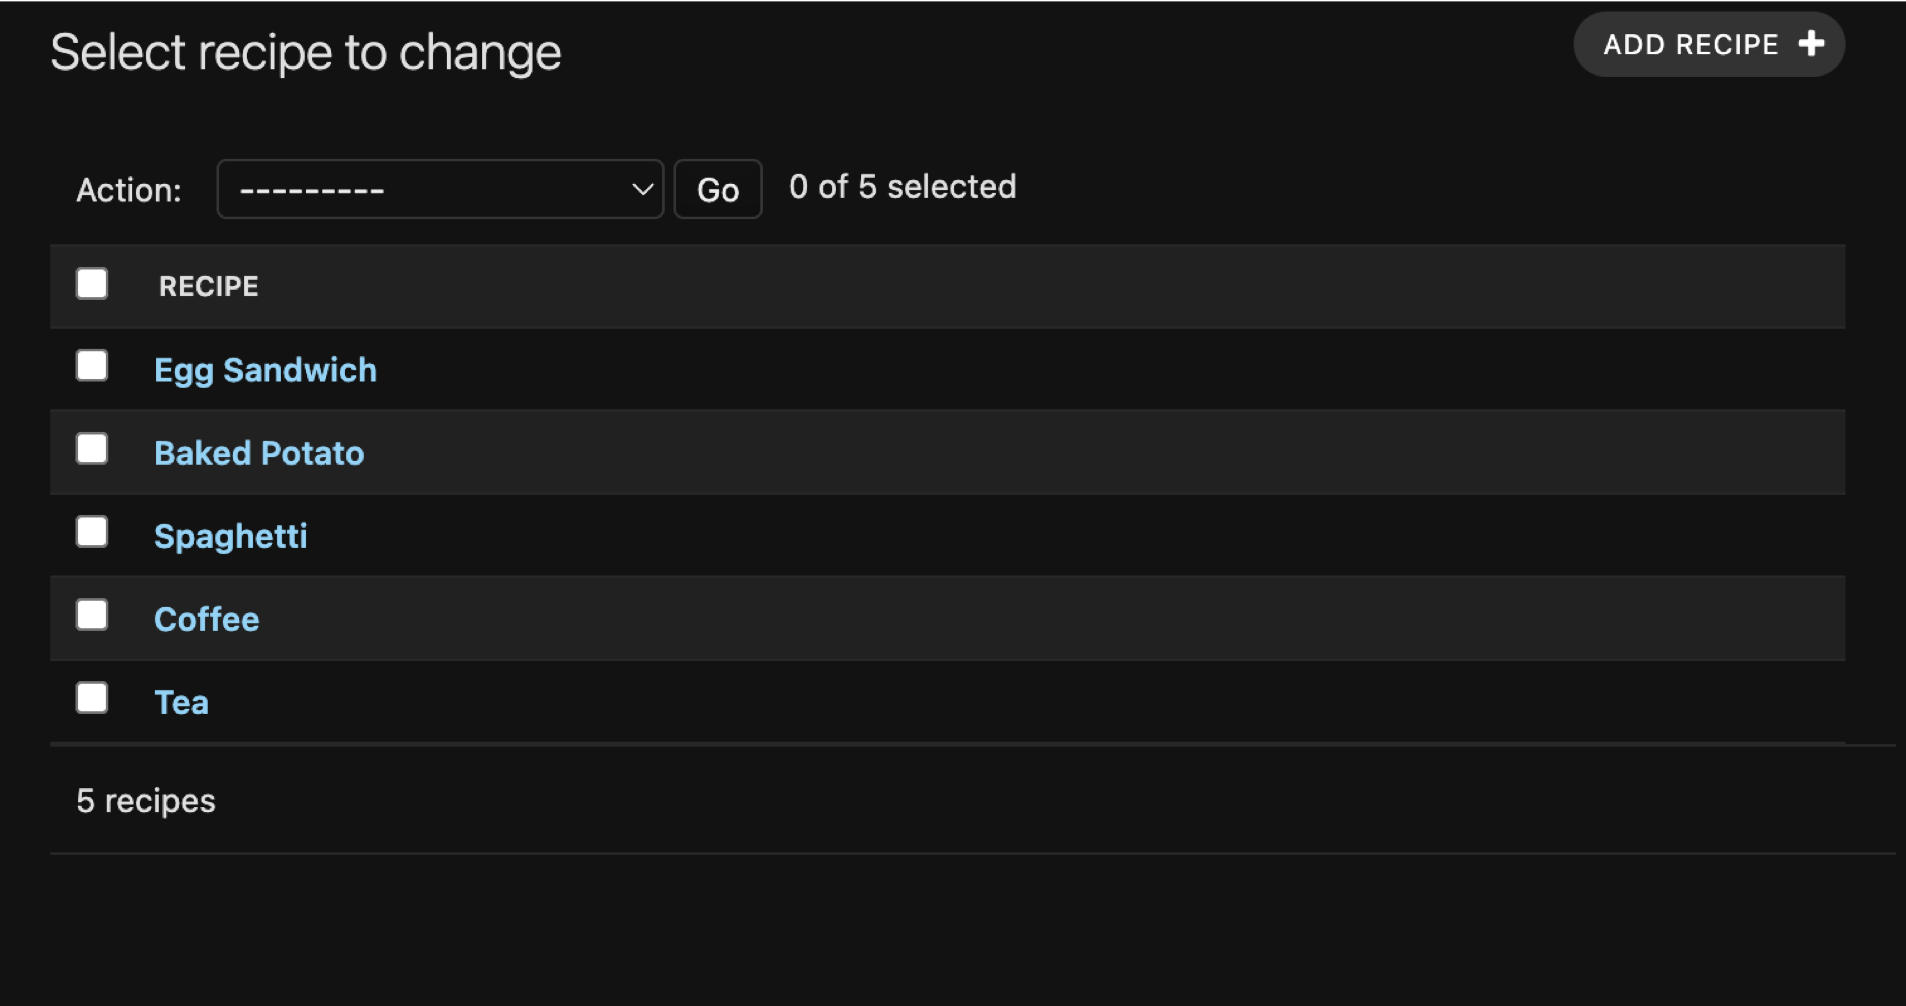 Select recipe to change
ADD RECIPE +
Action: --------- Go 0 of 5 selected
RECIPE
Egg Sandwich
Baked Potato
Spaghetti
Coffee
Tea
5 recipes